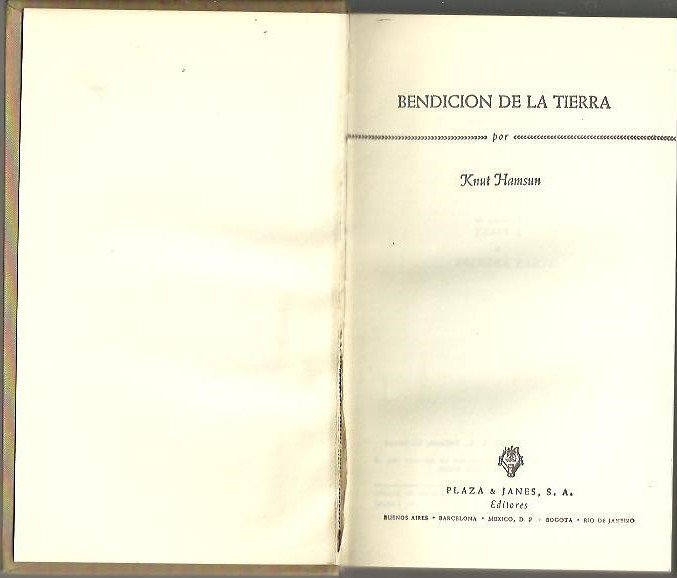 BENDICION DE LA TIERRA
por
Knut Hamsun
PLAZA & JANES, S. A.
Editores
BUENOS AIRES • BARCELONA • MEXICO, D. F. • BOGOTA • RIO DE JANEIRO